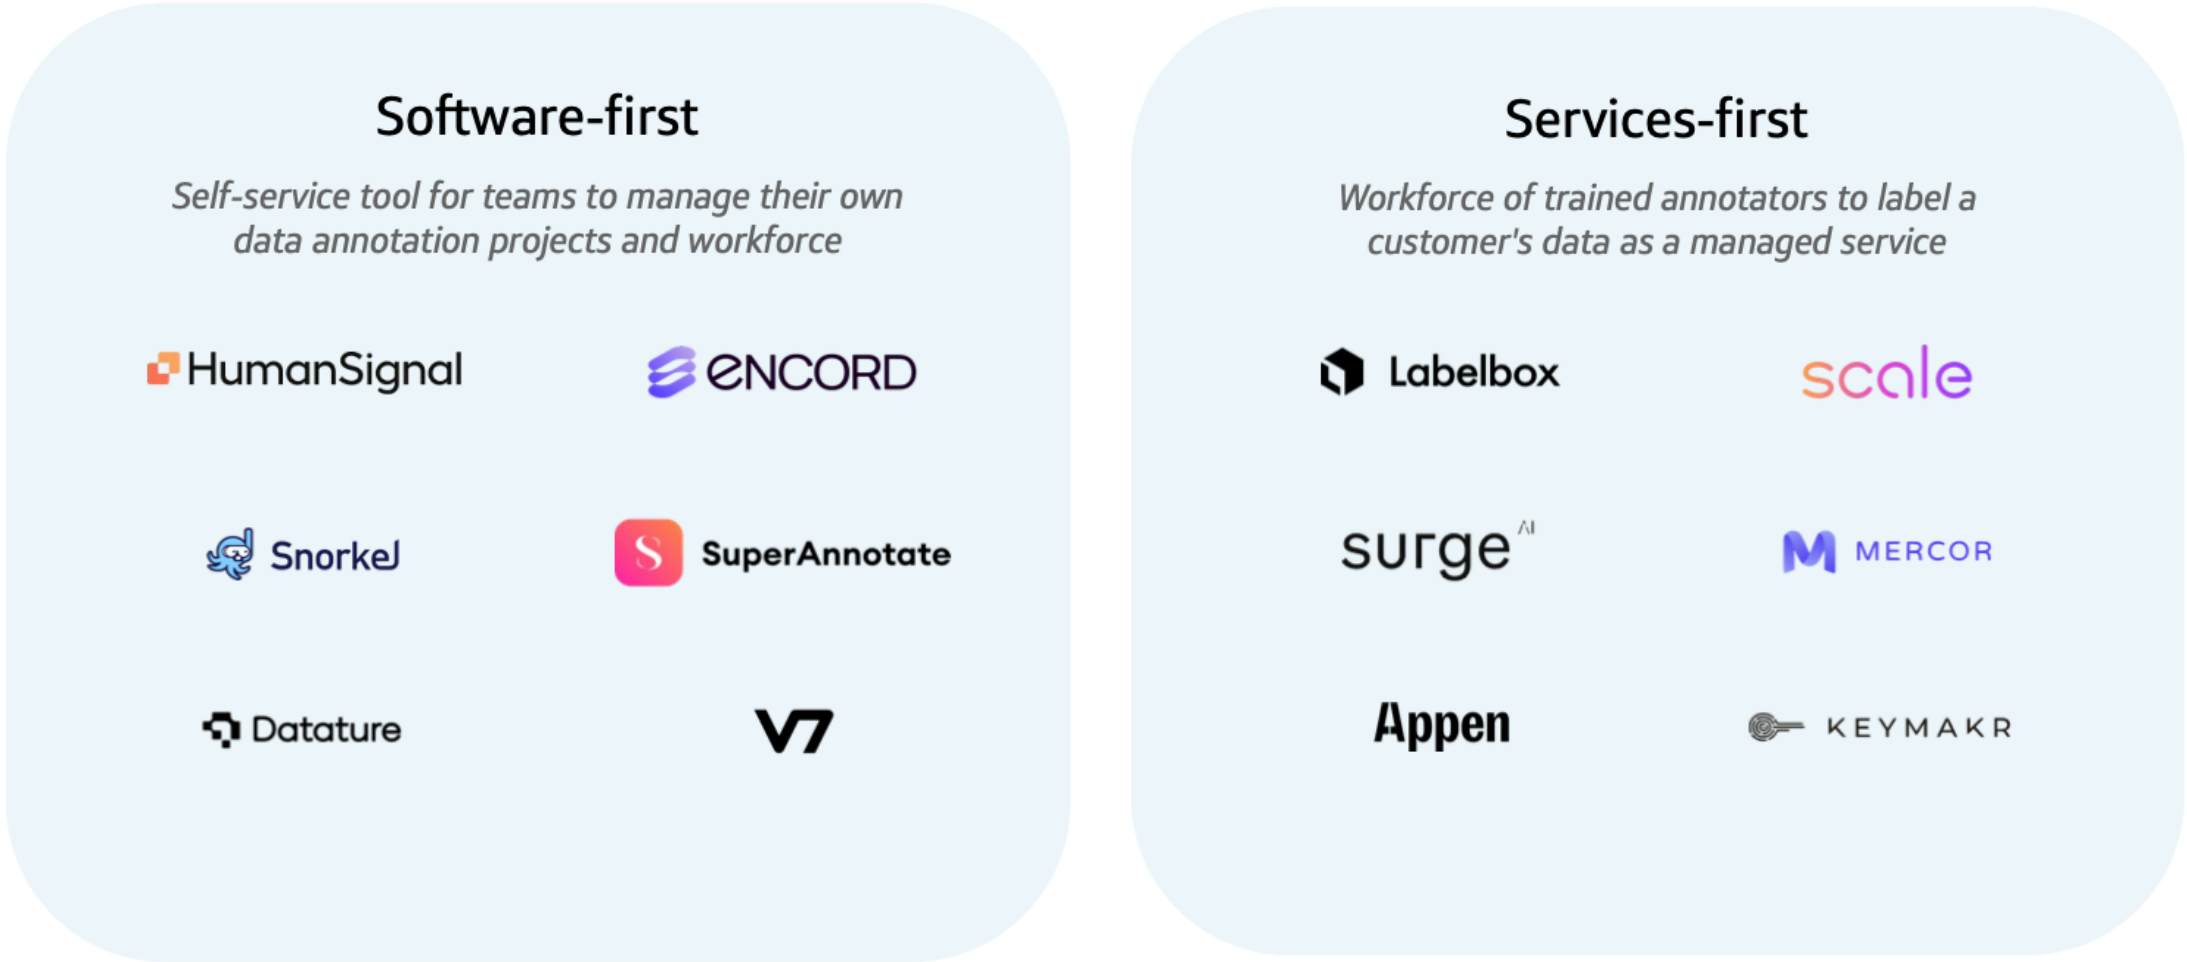 Software-first
Self-service tool for teams to manage their own
data annotation projects and workforce
HumanSignal
ENCORD
Snorkel
SuperAnnotate
Datature
V7
Services-first
Workforce of trained annotators to label a
customer's data as a managed service
Labelbox
scale
surge AI
MERCOR
Appen
KEYMAKR